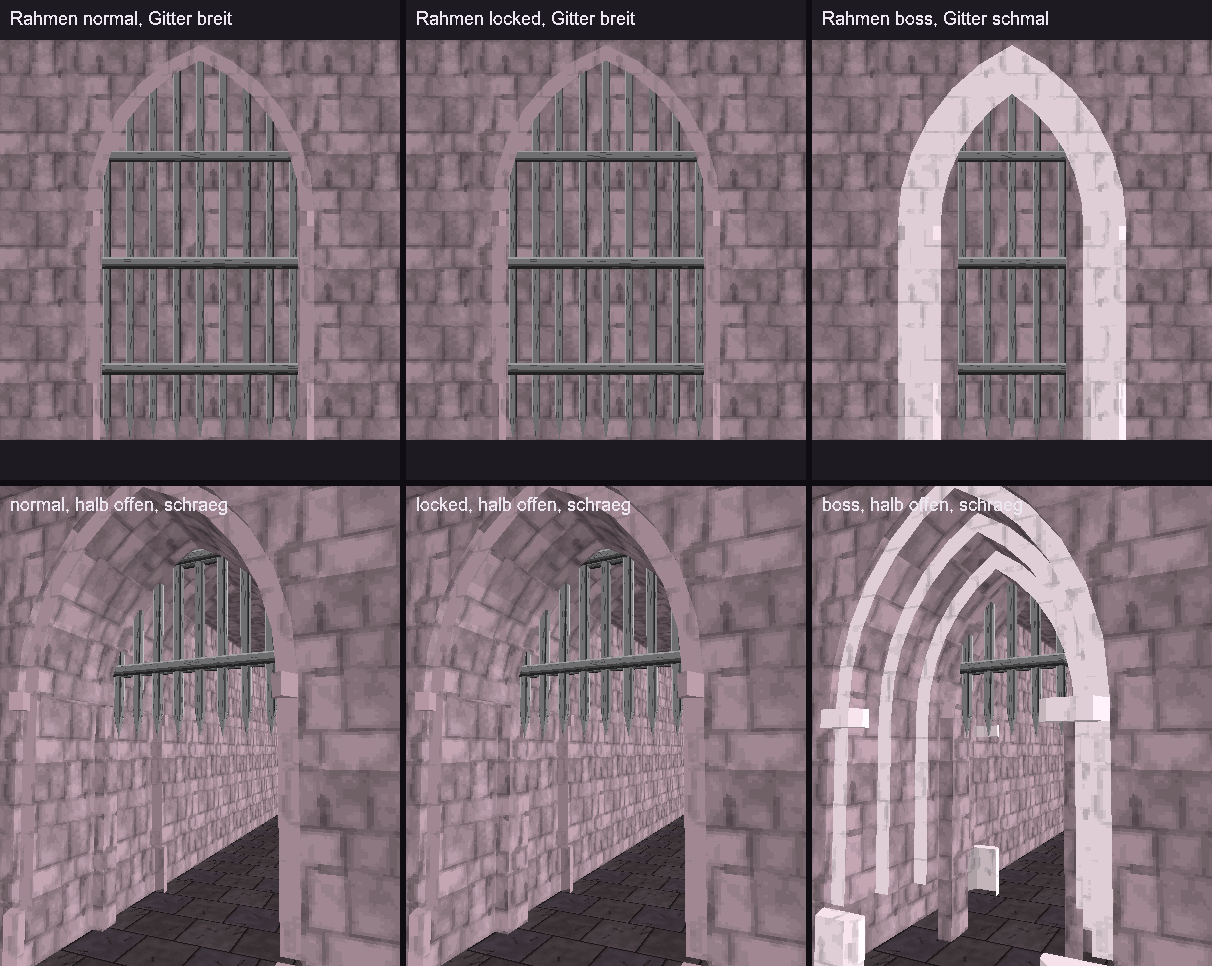 Rahmen normal, Gitter breit
Rahmen locked, Gitter breit
Rahmen boss, Gitter schmal
normal, halb offen, schraeg
locked, halb offen, schraeg
boss, halb offen, schraeg